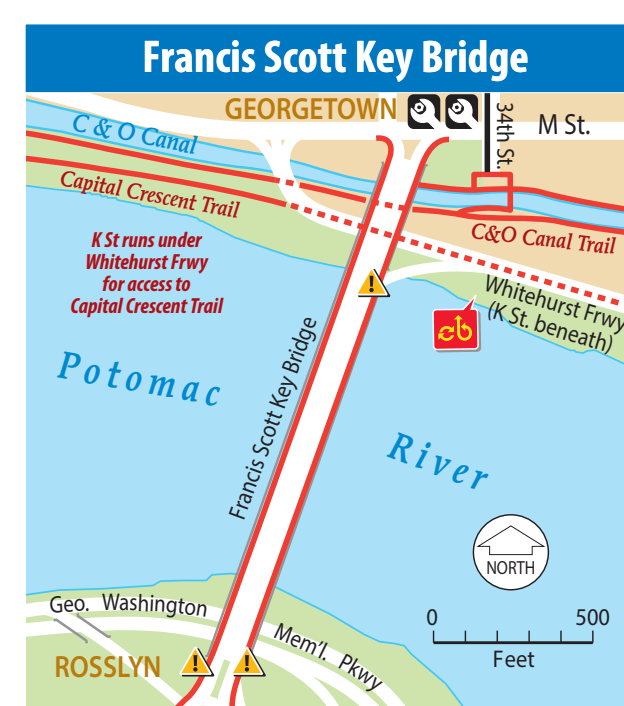 Francis Scott Key Bridge
GEORGETOWN
34th St.
M St.
C & O Canal
Capital Crescent Trail
C&O Canal Trail
K St runs under
Whitehurst Frwy
for access to
Capital Crescent Trail
Whitehurst Frwy
(K St. beneath)
cb
Francis Scott Key Bridge
Potomac
River
NORTH
Geo. Washington
Mem'l. Pkwy
ROSSLYN
0 500
Feet